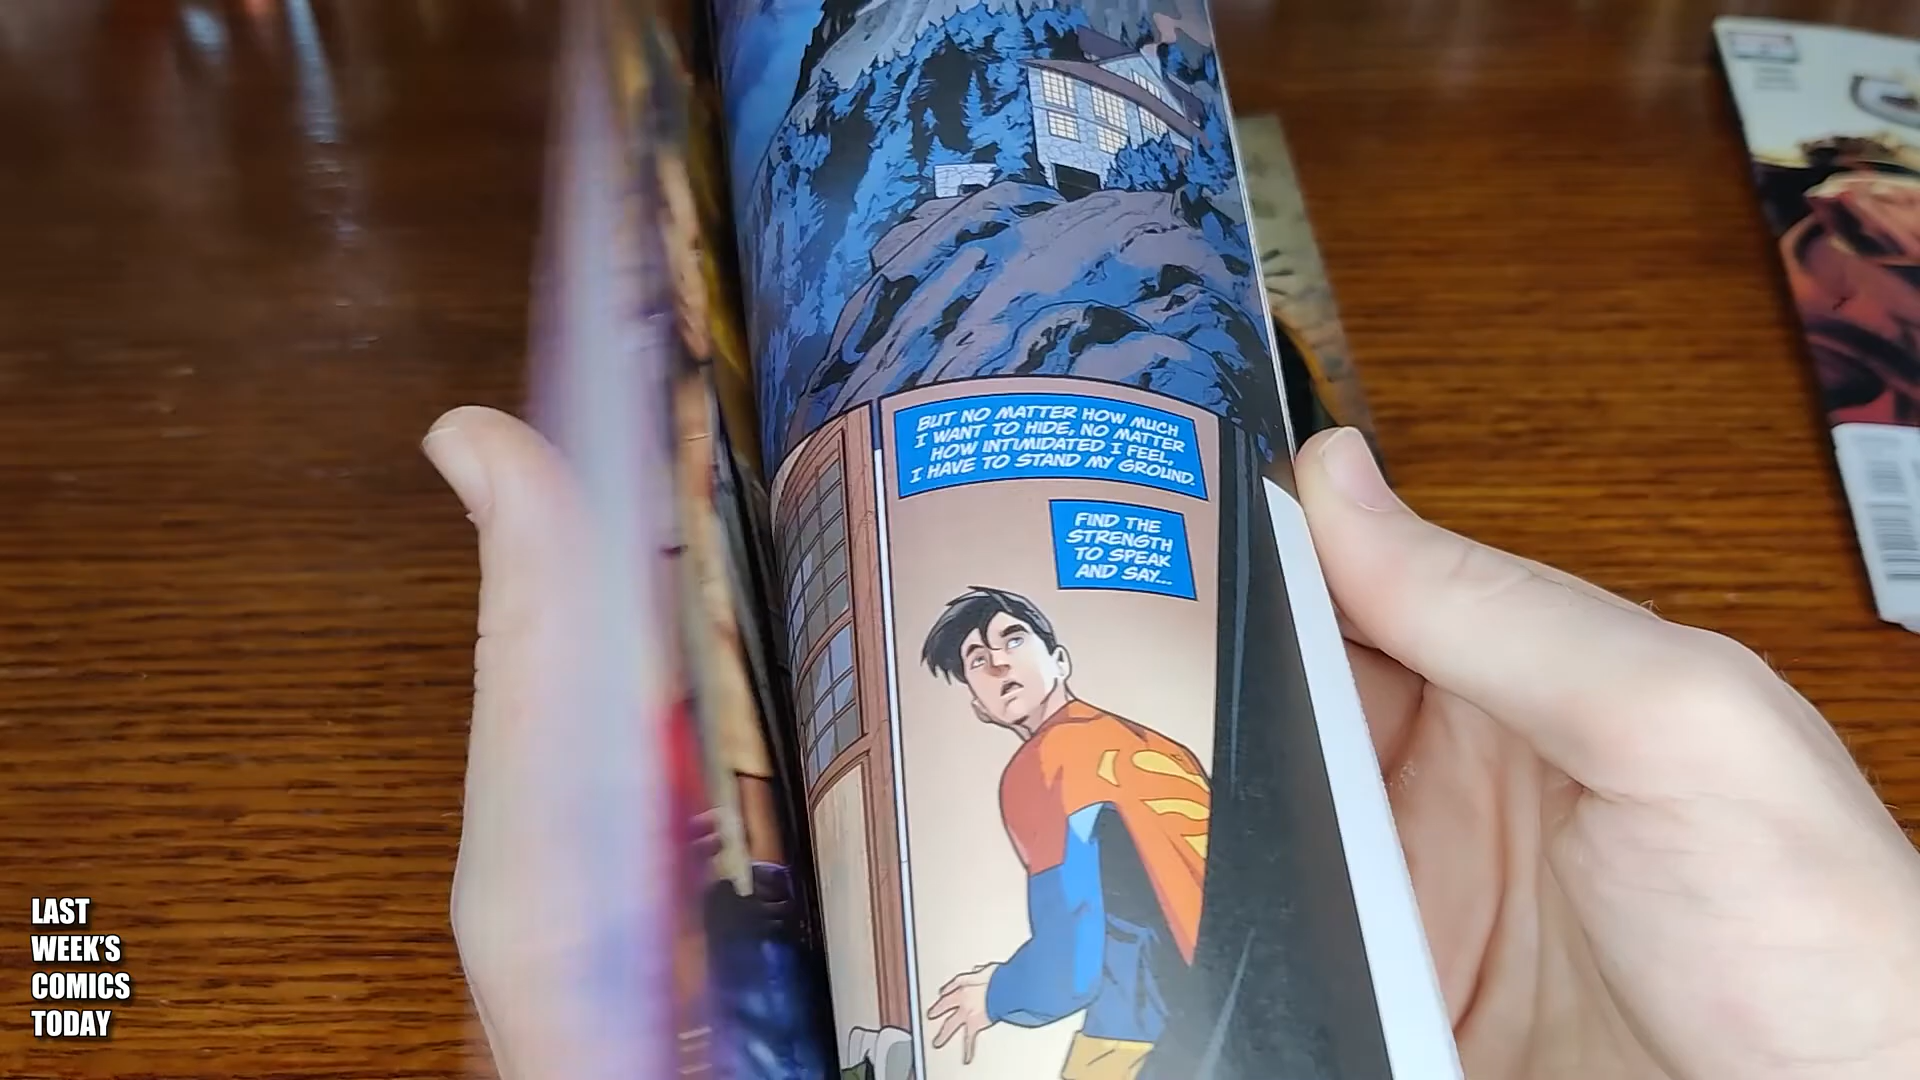 BUT NO MATTER HOW MUCH
I WANT TO HIDE, NO MATTER
HOW INTIMIDATED I FEEL,
I HAVE TO STAND MY GROUND.
FIND THE
STRENGTH
TO SPEAK
AND SAY...
LAST
WEEK'S
COMICS
TODAY